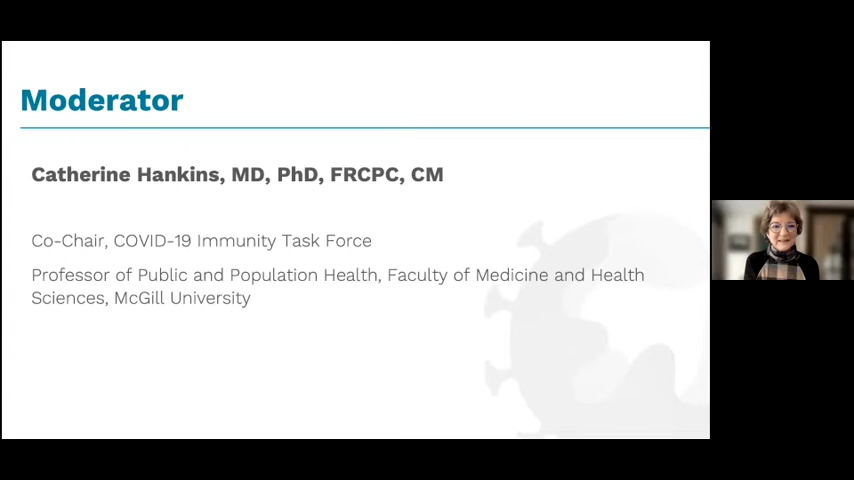 Moderator
Catherine Hankins, MD, PhD, FRCPC, CM
Co-Chair, COVID-19 Immunity Task Force
Professor of Public and Population Health, Faculty of Medicine and Health
Sciences, McGill University